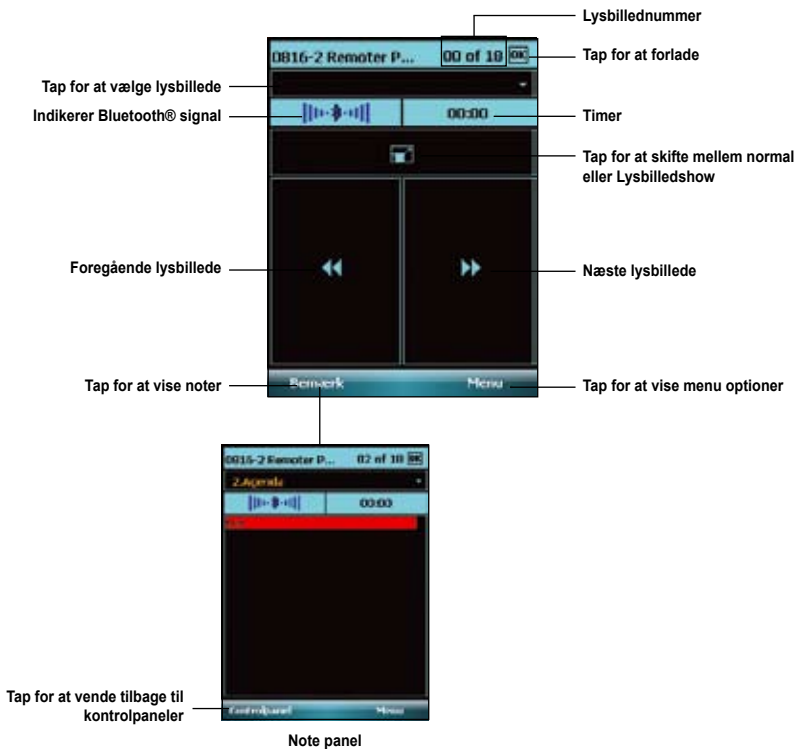 Lysbillednummer
0816-2 Remoter P... 00 of 18 OK
Tap for at forlade
Tap for at vælge lysbillede
Indikerer Bluetooth® signal
00:00
Timer
Tap for at skifte mellem normal
eller Lysbilledshow
Foregående lysbillede
Næste lysbillede
Tap for at vise noter
Bemærk
Menu
Tap for at vise menu optioner
0816-2 Remoter P... 02 of 18 OK
2.Agenda
00:00
Tap for at vende tilbage til
kontrolpaneler
Kontrolpanel
Menu
Note panel